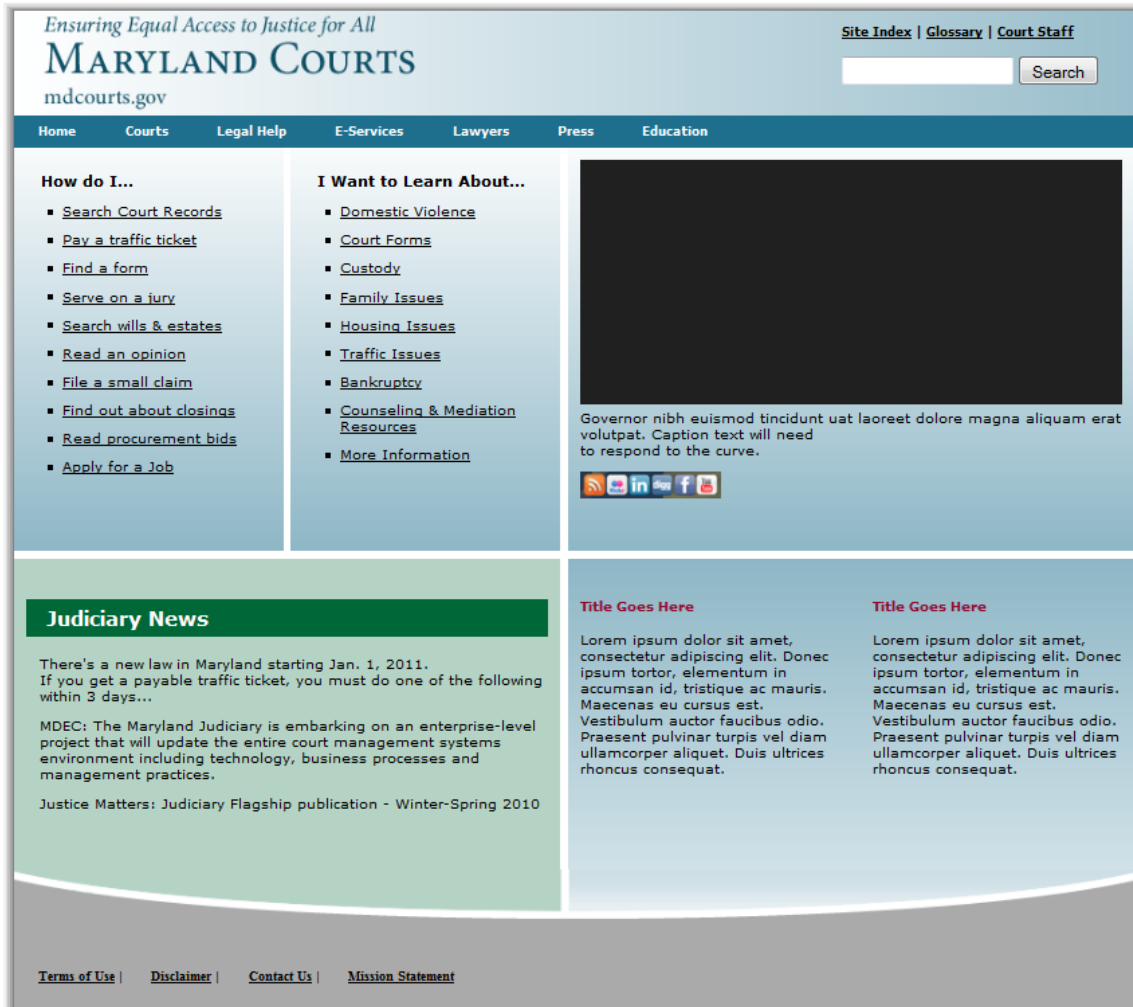 Ensuring Equal Access to Justice for All
MARYLAND COURTS
mdcourts.gov
Site Index | Glossary | Court Staff
Search
Home Courts Legal Help E-Services Lawyers Press Education
How do I...
Search Court Records
Pay a traffic ticket
Find a form
Serve on a jury
Search wills & estates
Read an opinion
File a small claim
Find out about closings
Read procurement bids
Apply for a Job
I Want to Learn About...
Domestic Violence
Court Forms
Custody
Family Issues
Housing Issues
Traffic Issues
Bankruptcy
Counseling & Mediation
Resources
More Information
Governor nibh euismod tincidunt uat laoreet dolore magna aliquam erat
volutpat. Caption text will need
to respond to the curve.
in digg f
Judiciary News
There's a new law in Maryland starting Jan. 1, 2011.
If you get a payable traffic ticket, you must do one of the following
within 3 days...
MDEC: The Maryland Judiciary is embarking on an enterprise-level
project that will update the entire court management systems
environment including technology, business processes and
management practices.
Justice Matters: Judiciary Flagship publication - Winter-Spring 2010
Title Goes Here
Lorem ipsum dolor sit amet,
consectetur adipiscing elit. Donec
ipsum tortor, elementum in
accumsan id, tristique ac mauris.
Maecenas eu cursus est.
Vestibulum auctor faucibus odio.
Praesent pulvinar turpis vel diam
ullamcorper aliquet. Duis ultrices
rhoncus consequat.
Title Goes Here
Lorem ipsum dolor sit amet,
consectetur adipiscing elit. Donec
ipsum tortor, elementum in
accumsan id, tristique ac mauris.
Maecenas eu cursus est.
Vestibulum auctor faucibus odio.
Praesent pulvinar turpis vel diam
ullamcorper aliquet. Duis ultrices
rhoncus consequat.
Terms of Use | Disclaimer | Contact Us | Mission Statement